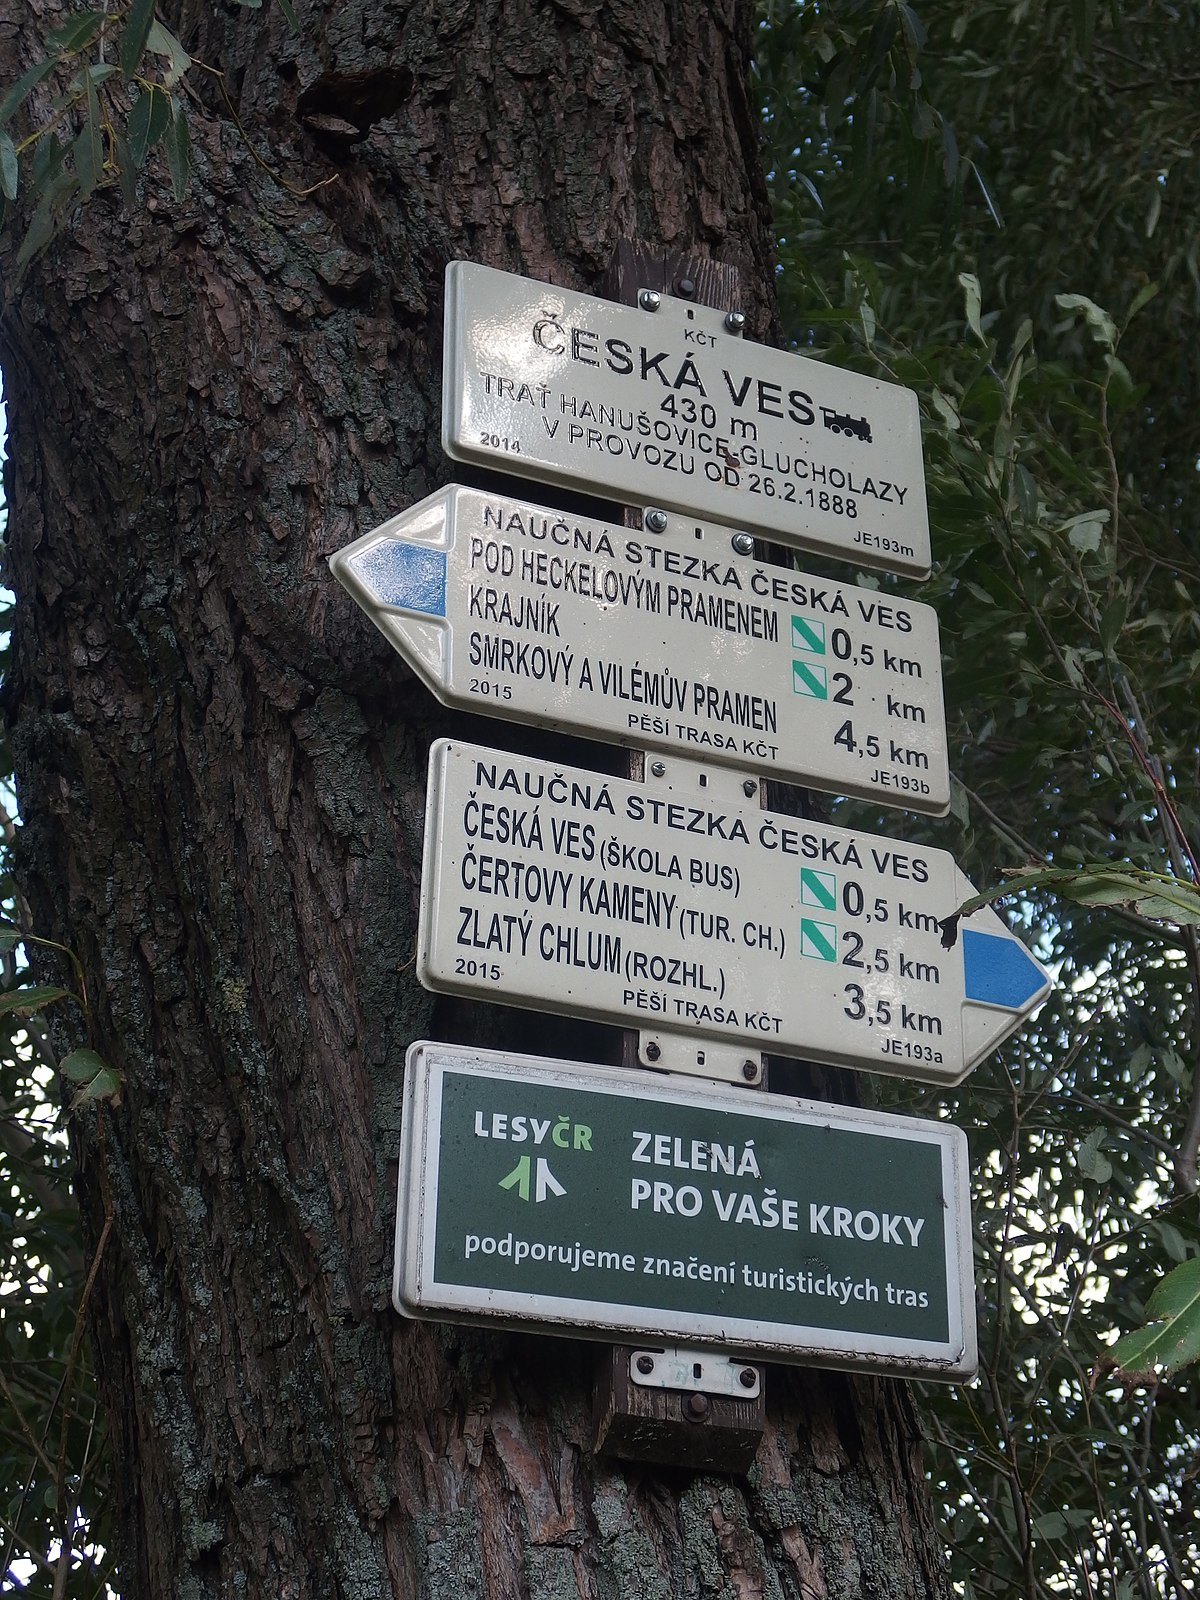 KČT
ČESKÁ VES
430 m
TRAŤ HANUŠOVICE-GLUCHOLAZY
V PROVOZU OD 26.2.1888
2014
JE193m
NAUČNÁ STEZKA ČESKÁ VES
POD HECKELOVÝM PRAMENEM 0,5 km
KRAJNÍK 2 km
SMRKOVÝ A VILÉMŮV PRAMEN 4,5 km
2015 PĚŠÍ TRASA KČT JE193b
NAUČNÁ STEZKA ČESKÁ VES
ČESKÁ VES (ŠKOLA BUS) 0,5 km
ČERTOVY KAMENY (TUR. CH.) 2,5 km
ZLATÝ CHLUM (ROZHL.) 3,5 km
2015 PĚŠÍ TRASA KČT JE193a
LESY ČR
ZELENÁ
PRO VAŠE KROKY
podporujeme značení turistických tras